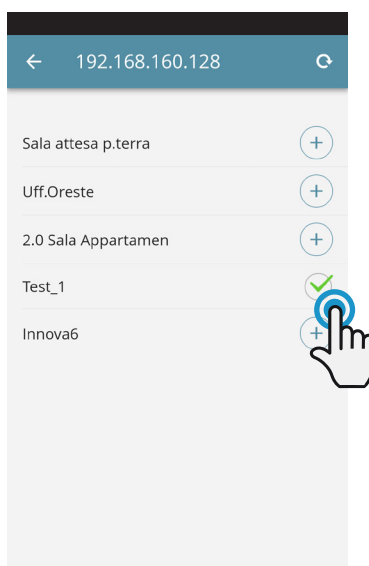 192.168.160.128
Sala attesa p.terra
Uff.Oreste
2.0 Sala Appartamen
Test_1
Innova6